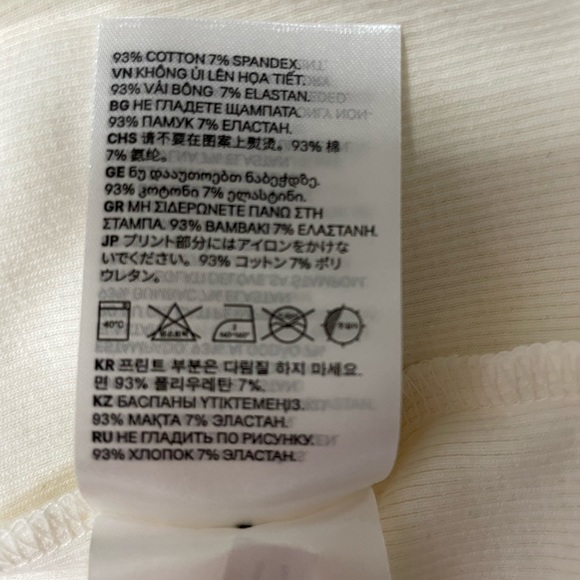 93% COTTON 7% SPANDEX.
VN KHÔNG ỦI LÊN HỌA TIẾT.
93% VẢI BÔNG 7% ELASTAN.
BG НЕ ГЛАДЕТЕ ЩАМПАТА.
93% ПАМУК 7% ЕЛАСТАН.
CHS 请不要在图案上熨烫。93% 棉
7% 氨纶。
GE ნუ დააუთოებთ ნაბეჭდზე.
93% კოტონი 7% ელასტინი.
GR ΜΗ ΣΙΔΕΡΩΝΕΤΕ ΠΑΝΩ ΣΤΗ
ΣΤΑΜΠΑ. 93% ΒΑΜΒΑΚΙ 7% ΕΛΑΣΤΑΝΗ.
JP プリント部分にはアイロンをかけな
いでください。93% コットン 7% ポリ
ウレタン。
40°C
KR 프린트 부분은 다림질 하지 마세요.
면 93% 폴리우레탄 7%.
KZ БАСПАНЫ ҮТІКТЕМЕҢІЗ.
93% МАҚТА 7% ЭЛАСТАН.
RU НЕ ГЛАДИТЬ ПО РИСУНКУ.
93% ХЛОПОК 7% ЭЛАСТАН.